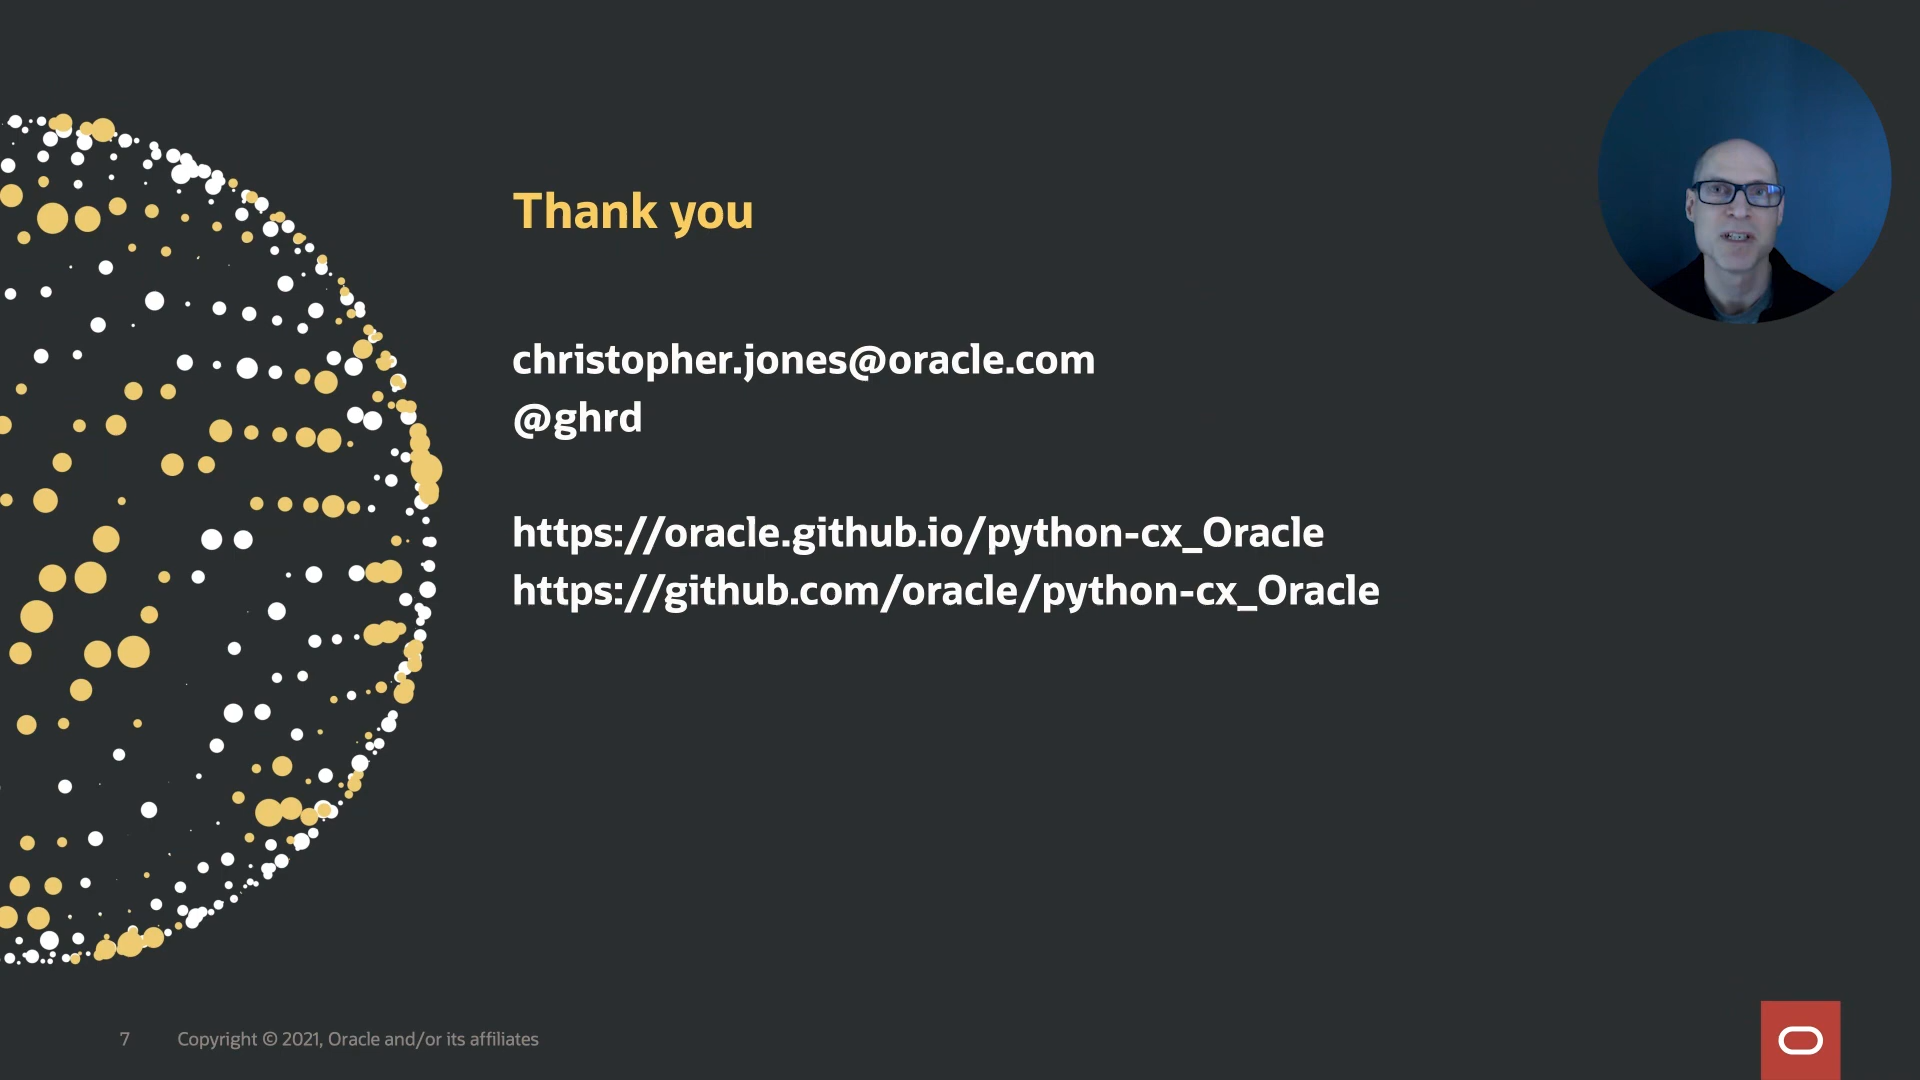 Thank you
christopher.jones@oracle.com
@ghrd
https://oracle.github.io/python-cx_Oracle
https://github.com/oracle/python-cx_Oracle
7
Copyright © 2021, Oracle and/or its affiliates